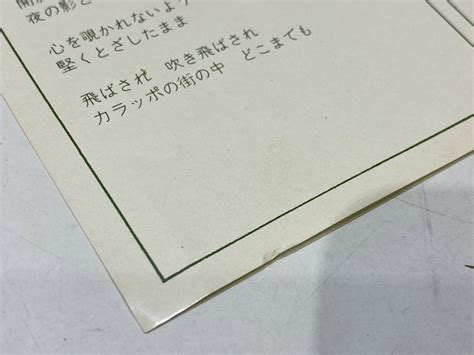 夜の影と
心を覗かれないよう
堅くとざしたまま
飛ばされ 吹き飛ばされ
カラッポの街の中 どこまでも